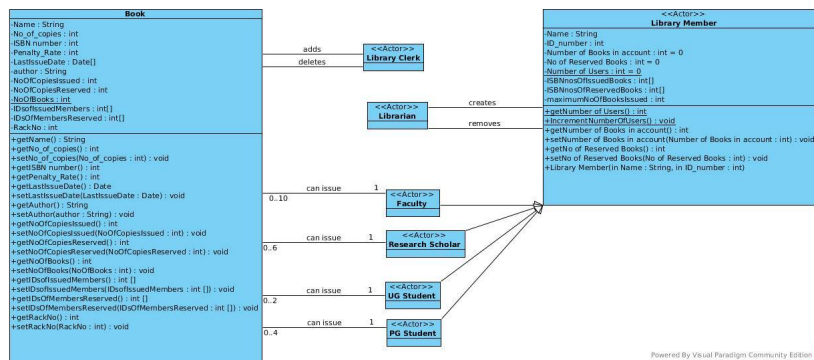 Book
-Name : String
-No_of_copies : int
-ISBN number : int
-Penalty_Rate : int
-LastIssueDate : Date[]
-author : String
-NoOfCopiesIssued : int
-NoOfCopiesReserved : int
-NoOfBooks : int
-IDsofIssuedMembers : int[]
-IDsOfMembersReserved : int[]
-RackNo : int
+getName() : String
+getNo_of_copies() : int
+setNo_of_copies(No_of_copies : int) : void
+getISBN number() : int
+getPenalty_Rate() : int
+getLastIssueDate() : Date
+setLastIssueDate(LastIssueDate : Date) : void
+getAuthor() : String
+setAuthor(author : String) : void
+getNoOfCopiesIssued() : int
+setNoOfCopiesIssued(NoOfCopiesIssued : int) : void
+getNoOfCopiesReserved() : int
+setNoOfCopiesReserved(NoOfCopiesReserved : int) : void
+getNoOfBooks() : int
+setNoOfBooks(NoOfBooks : int) : void
+getIDsofIssuedMembers() : int []
+setIDsofIssuedMembers(IDsofIssuedMembers : int []) : void
+getIDsOfMembersReserved() : int []
+setIDsOfMembersReserved(IDsOfMembersReserved : int []) : void
+getRackNo() : int
+setRackNo(RackNo : int) : void
adds
deletes
<<Actor>>
Library Clerk
<<Actor>>
Librarian
creates
removes
can issue
0..10
1
<<Actor>>
Faculty
can issue
0..6
1
<<Actor>>
Research Scholar
can issue
0..2
1
<<Actor>>
UG Student
can issue
0..4
1
<<Actor>>
PG Student
<<Actor>>
Library Member
-Name : String
-ID_number : int
-Number of Books in account : int = 0
-No of Reserved Books : int = 0
-Number of Users : int = 0
-ISBNnosOfIssuedBooks : int[]
-ISBNnosOfReservedBooks : int[]
-maximumNoOfBooksIssued : int
+getNumber of Users() : int
+IncrementNumberOfUsers() : void
+getNumber of Books in account() : int
+setNumber of Books in account(Number of Books in account : int) : void
+getNo of Reserved Books() : int
+setNo of Reserved Books(No of Reserved Books : int) : void
+Library Member(in Name : String, in ID_number : int)
Powered By Visual Paradigm Community Edition